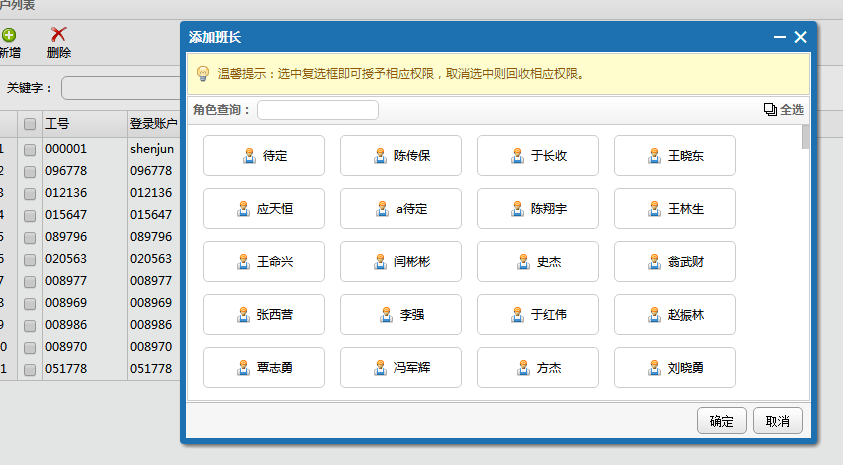 户列表
新增 删除
关键字：
工号 登录账户
1 000001 shenjun
2 096778 096778
3 012136 012136
4 015647 015647
5 089796 089796
6 020563 020563
7 008977 008977
8 008969 008969
9 008986 008986
0 008970 008970
1 051778 051778
添加班长
温馨提示：选中复选框即可授予相应权限，取消选中则回收相应权限。
角色查询： 全选
待定 陈传保 于长收 王晓东
应天恒 a待定 陈翔宇 王林生
王命兴 闫彬彬 史杰 翁武财
张西营 李强 于红伟 赵振林
覃志勇 冯军辉 方杰 刘晓勇
确定 取消